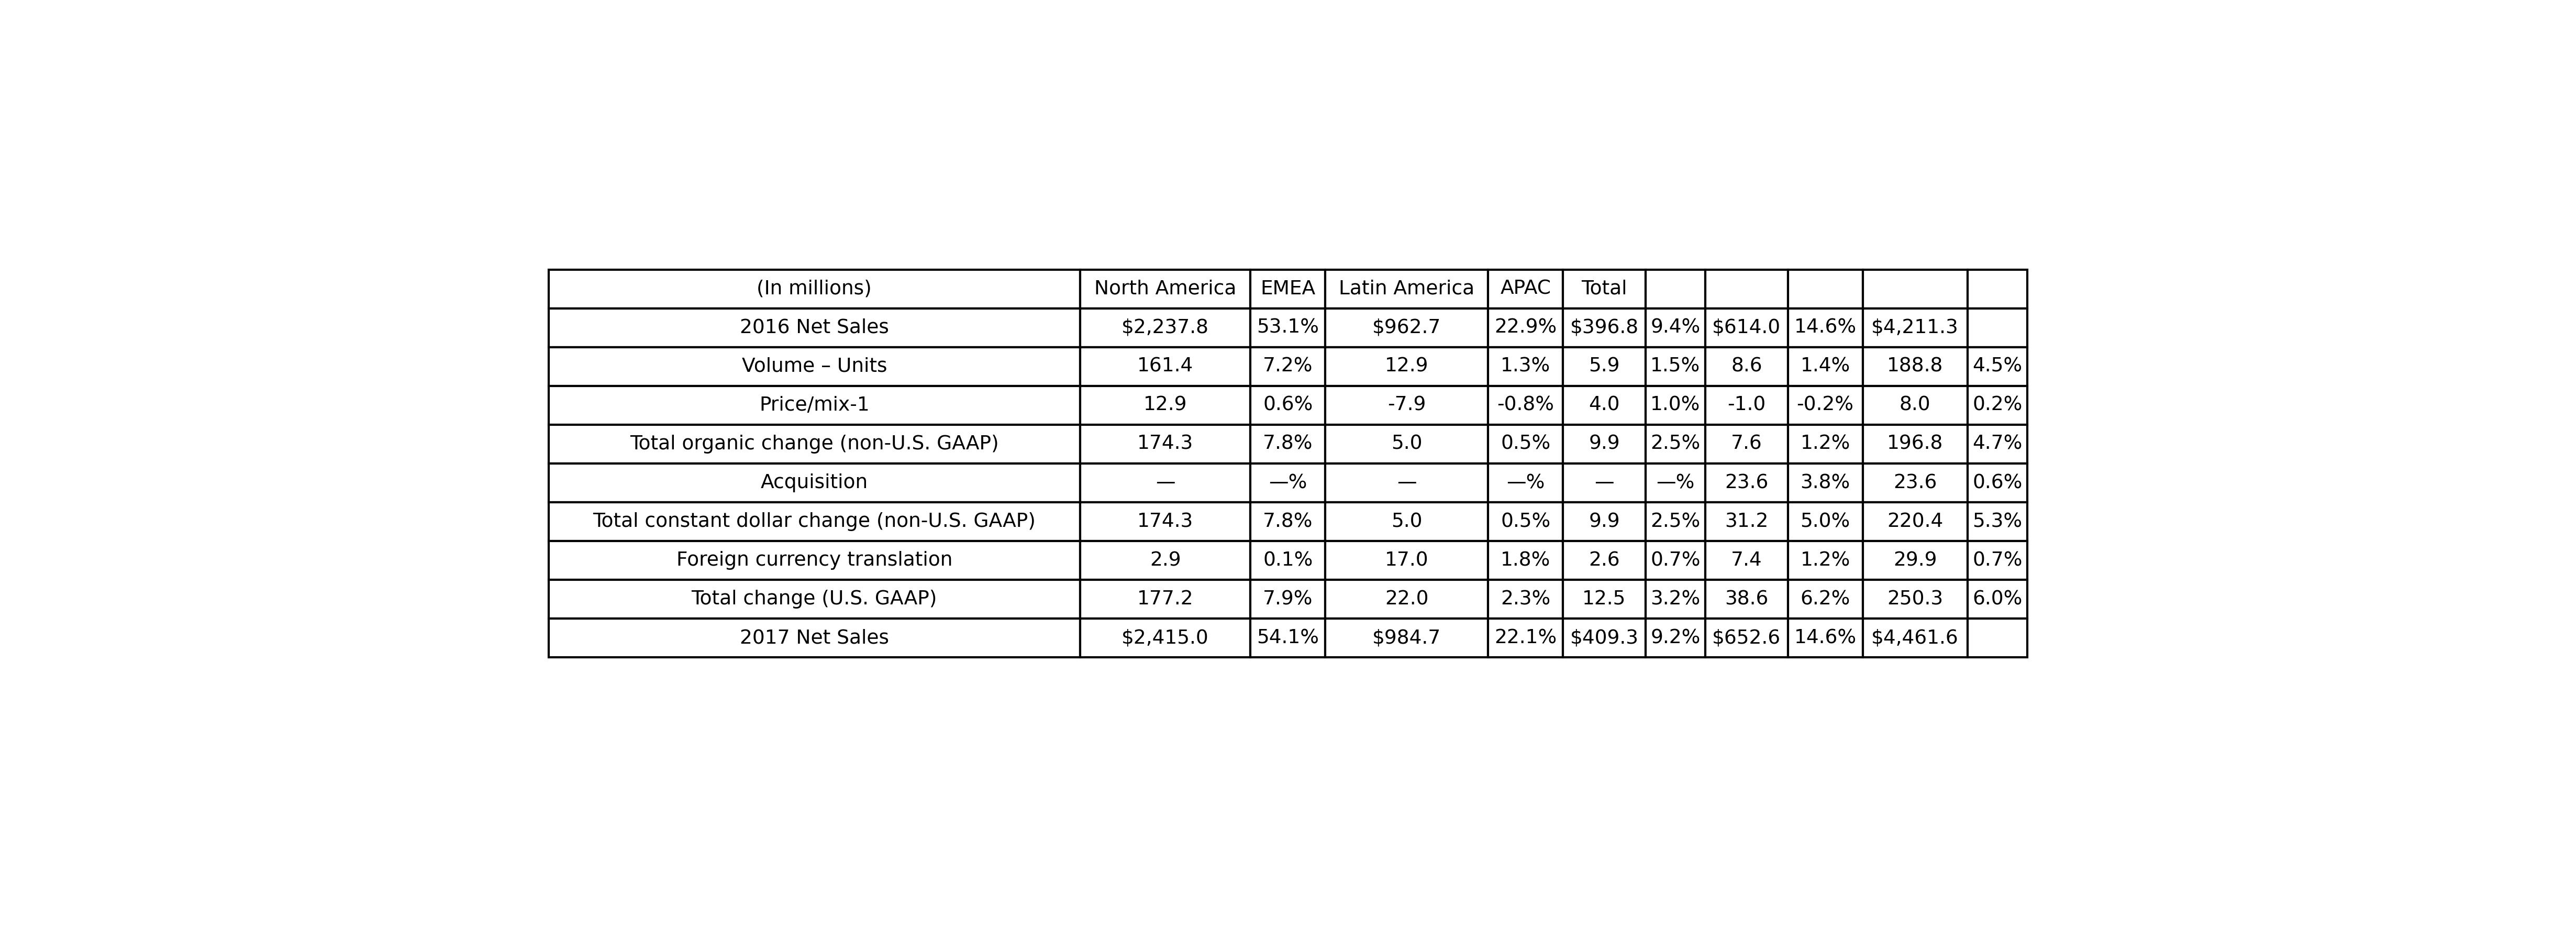 (In millions) North America EMEA Latin America APAC Total
2016 Net Sales $2,237.8 53.1% $962.7 22.9% $396.8 9.4% $614.0 14.6% $4,211.3
Volume – Units 161.4 7.2% 12.9 1.3% 5.9 1.5% 8.6 1.4% 188.8 4.5%
Price/mix-1 12.9 0.6% -7.9 -0.8% 4.0 1.0% -1.0 -0.2% 8.0 0.2%
Total organic change (non-U.S. GAAP) 174.3 7.8% 5.0 0.5% 9.9 2.5% 7.6 1.2% 196.8 4.7%
Acquisition — —% — —% — —% 23.6 3.8% 23.6 0.6%
Total constant dollar change (non-U.S. GAAP) 174.3 7.8% 5.0 0.5% 9.9 2.5% 31.2 5.0% 220.4 5.3%
Foreign currency translation 2.9 0.1% 17.0 1.8% 2.6 0.7% 7.4 1.2% 29.9 0.7%
Total change (U.S. GAAP) 177.2 7.9% 22.0 2.3% 12.5 3.2% 38.6 6.2% 250.3 6.0%
2017 Net Sales $2,415.0 54.1% $984.7 22.1% $409.3 9.2% $652.6 14.6% $4,461.6